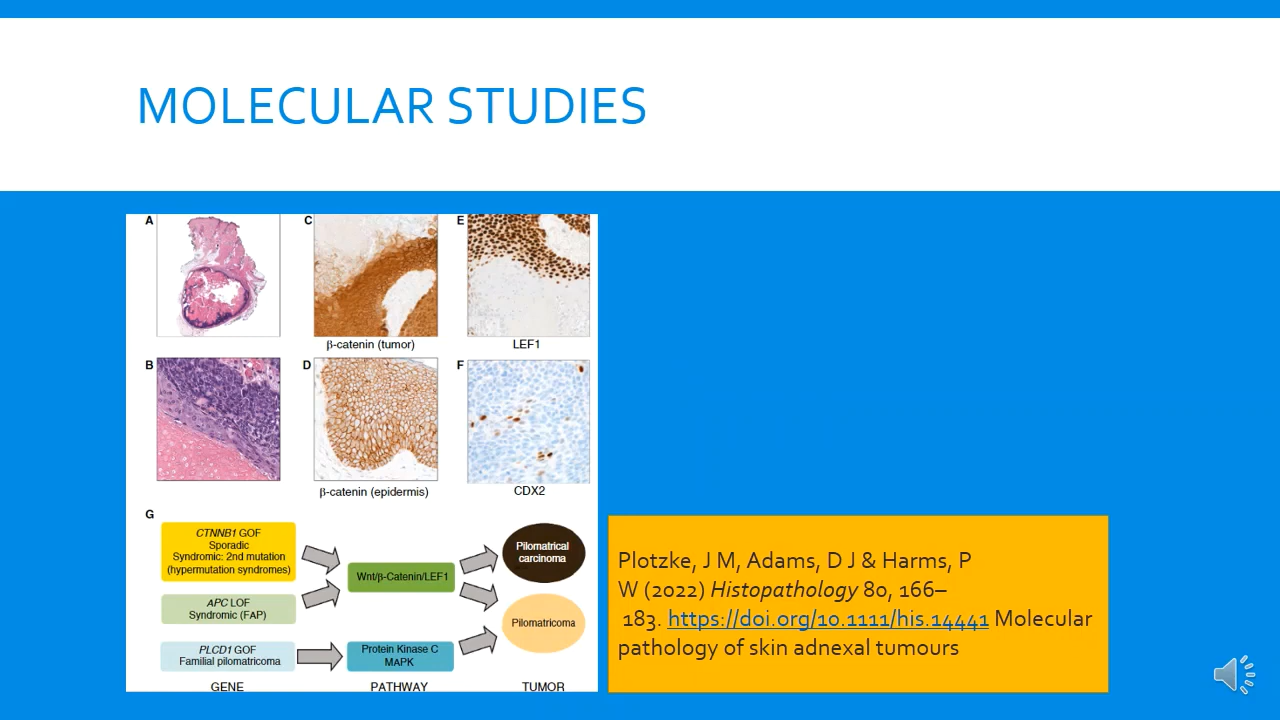 MOLECULAR STUDIES
A
C
E
β-catenin (tumor)
LEF1
B
D
F
β-catenin (epidermis)
CDX2
G
CTNNB1 GOF
Sporadic
Syndromic: 2nd mutation
(hypermutation syndromes)
APC LOF
Syndromic (FAP)
PLCD1 GOF
Familial pilomatricoma
Wnt/β-Catenin/LEF1
Protein Kinase C
MAPK
Pilomatrical
carcinoma
Pilomatricoma
GENE
PATHWAY
TUMOR
Plotzke, J M, Adams, D J & Harms, P
W (2022) Histopathology 80, 166–
183. https://doi.org/10.1111/his.14441 Molecular
pathology of skin adnexal tumours